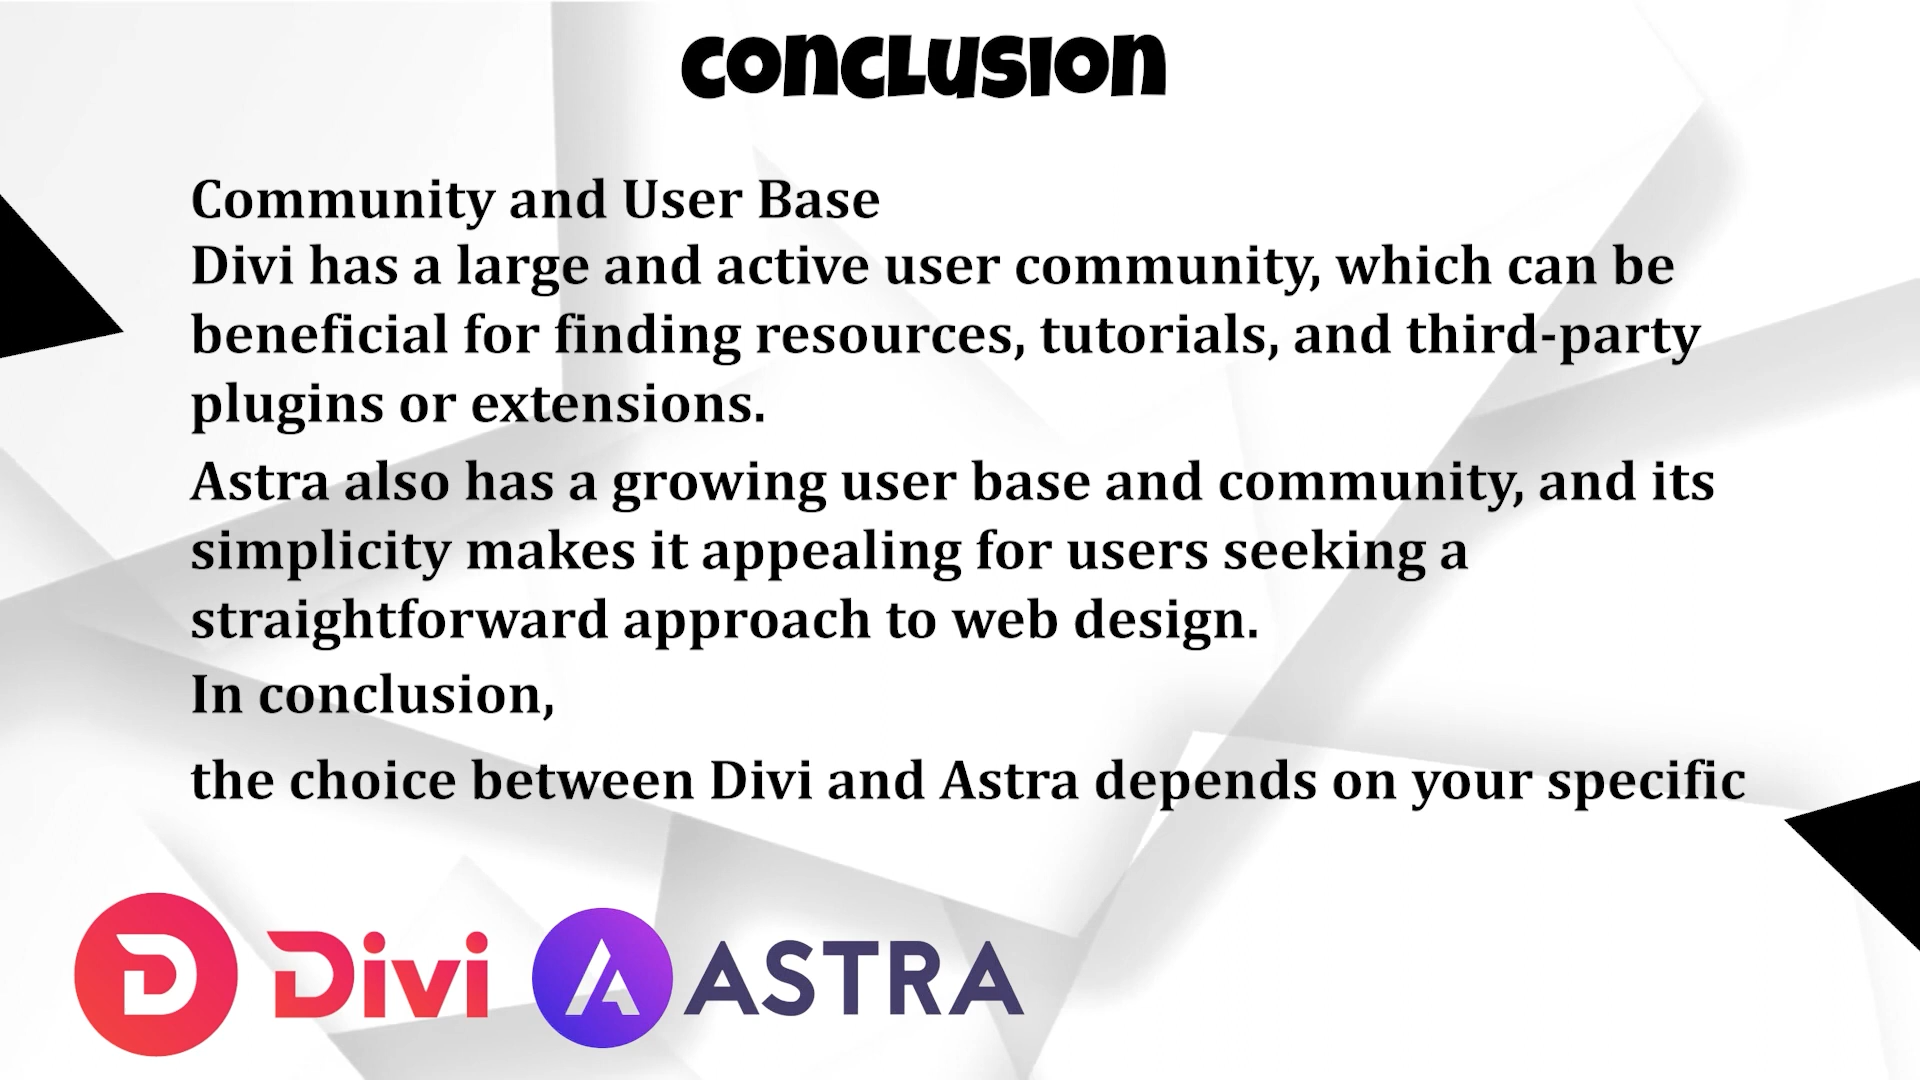 CONCLUSION
Community and User Base
Divi has a large and active user community, which can be
beneficial for finding resources, tutorials, and third-party
plugins or extensions.
Astra also has a growing user base and community, and its
simplicity makes it appealing for users seeking a
straightforward approach to web design.
In conclusion,
the choice between Divi and Astra depends on your specific
D Divi ASTRA